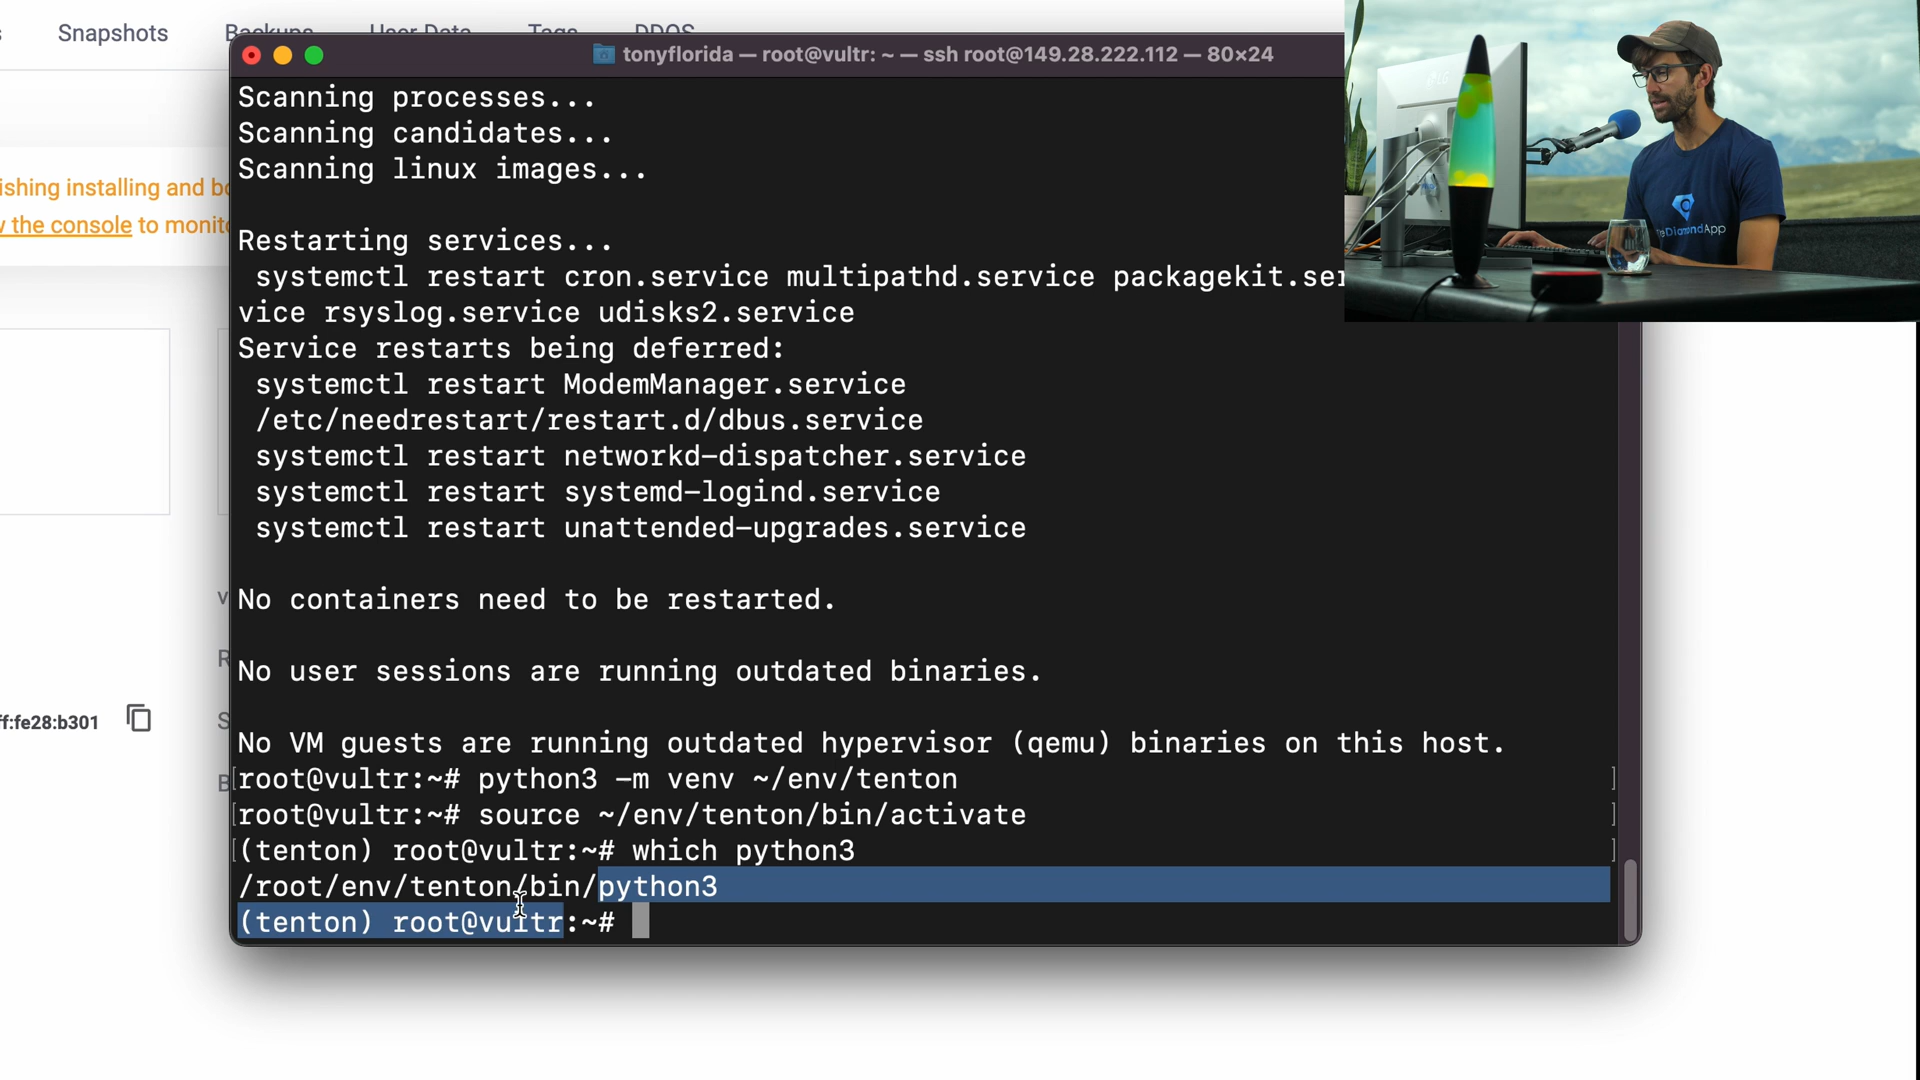 Snapshots
Backups
User Data
Tags
DDOS
tonyflorida — root@vultr: ~ — ssh root@149.28.222.112 — 80×24
Scanning processes...
Scanning candidates...
Scanning linux images...
ishing installing and
the console to
Restarting services...
systemctl restart cron.service multipathd.service packagekit.ser
vice rsyslog.service udisks2.service
Service restarts being deferred:
systemctl restart ModemManager.service
/etc/needrestart/restart.d/dbus.service
systemctl restart networkd-dispatcher.service
systemctl restart systemd-logind.service
systemctl restart unattended-upgrades.service
No containers need to be restarted.
No user sessions are running outdated binaries.
ff:fe28:b301
No VM guests are running outdated hypervisor (qemu) binaries on this host.
[root@vultr:~# python3 -m venv ~/env/tenton ]
[root@vultr:~# source ~/env/tenton/bin/activate ]
[(tenton) root@vultr:~# which python3 ]
/root/env/tenton/bin/python3
(tenton) root@vultr:~#